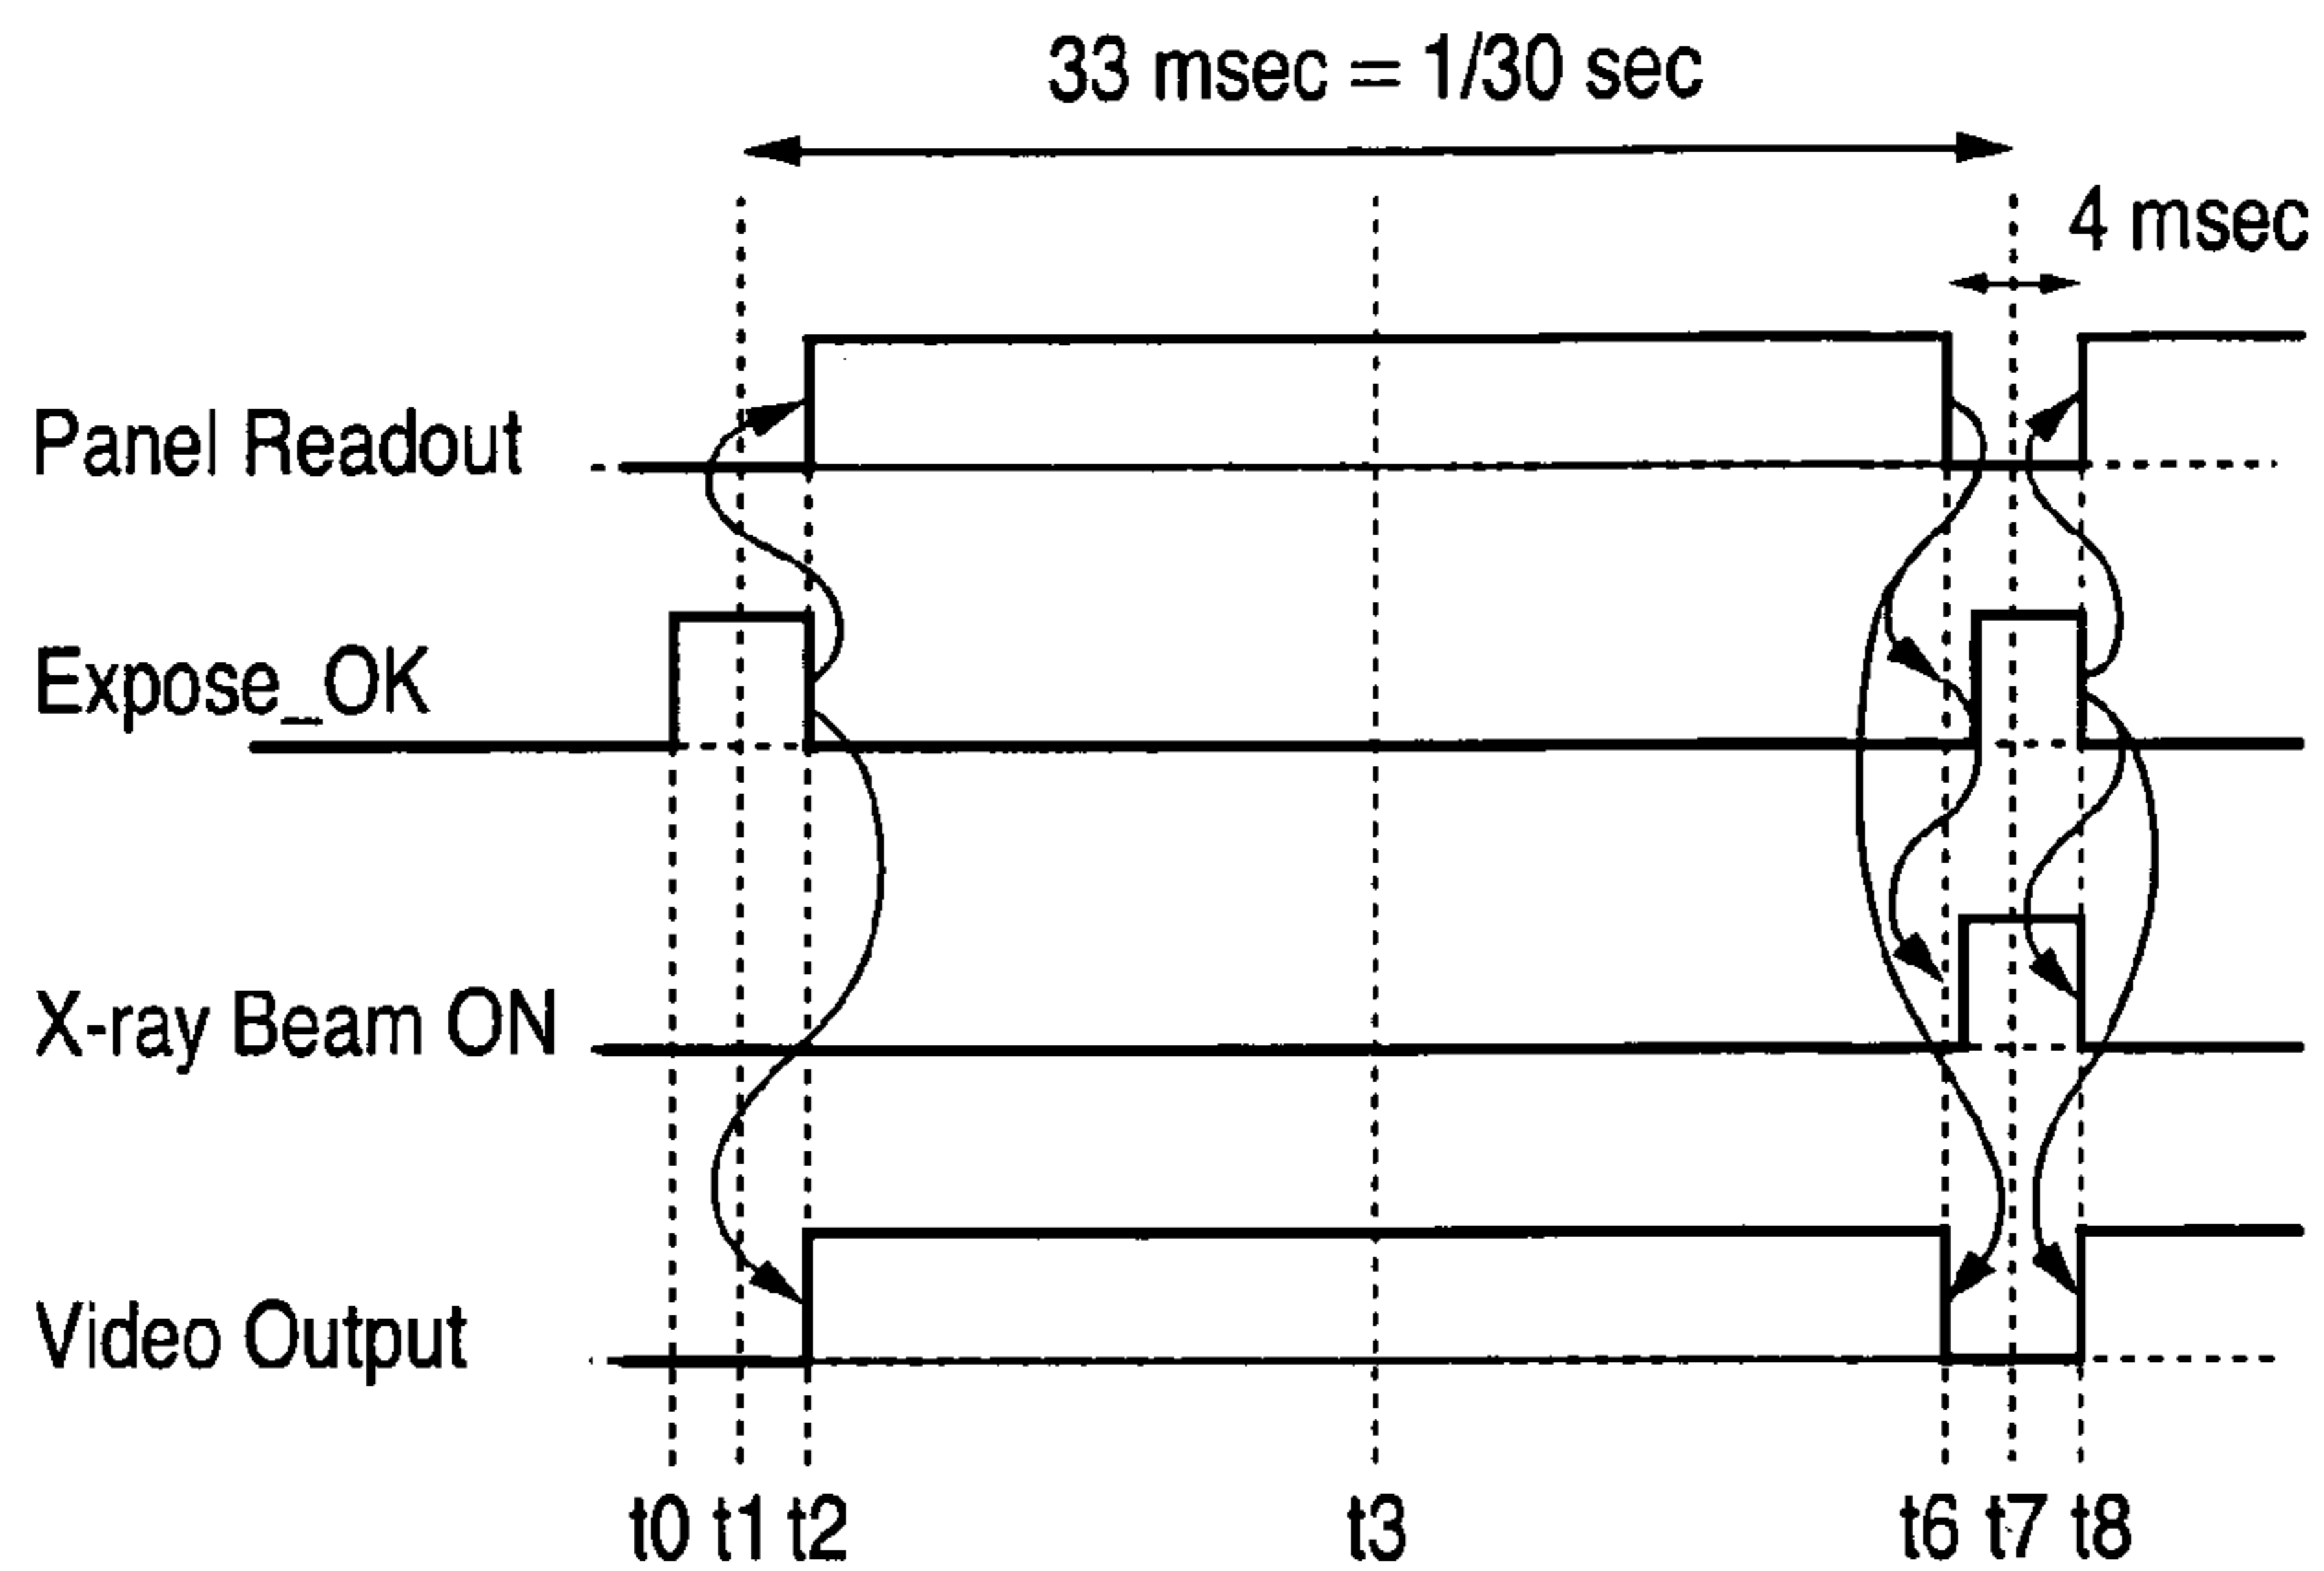 33 msec = 1/30 sec
4 msec
Panel Readout
Expose_OK
X-ray Beam ON
Video Output
t0 t1 t2 t3 t6 t7 t8